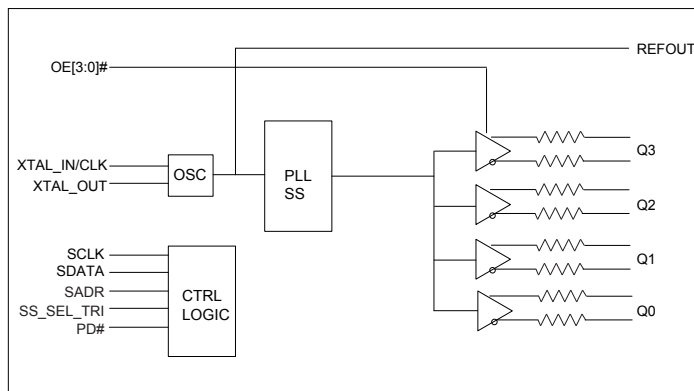 REFOUT
OE[3:0]#
Q3
XTAL_IN/CLK
OSC
PLL
SS
XTAL_OUT
Q2
SCLK
SDATA
SADR
SS_SEL_TRI
PD#
CTRL
LOGIC
Q1
Q0